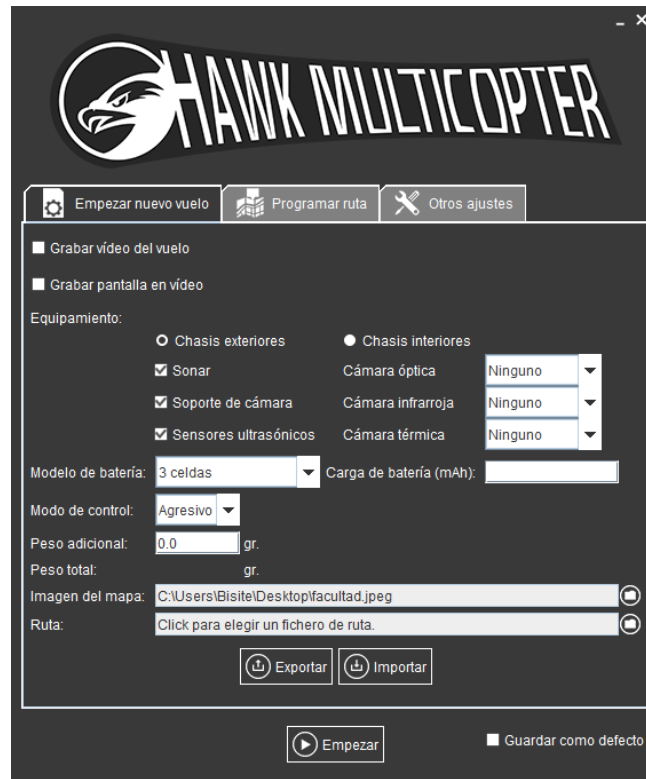 HAWK MULTICOPTER
Empezar nuevo vuelo Programar ruta Otros ajustes
Grabar vídeo del vuelo
Grabar pantalla en vídeo
Equipamiento:
Chasis exteriores Chasis interiores
Sonar Cámara óptica Ninguno
Soporte de cámara Cámara infrarroja Ninguno
Sensores ultrasónicos Cámara térmica Ninguno
Modelo de batería: 3 celdas Carga de batería (mAh):
Modo de control: Agresivo
Peso adicional: 0.0 gr.
Peso total: gr.
Imagen del mapa: C:\Users\Bisite\Desktop\facultad.jpeg
Ruta: Click para elegir un fichero de ruta.
Exportar Importar
Empezar Guardar como defecto